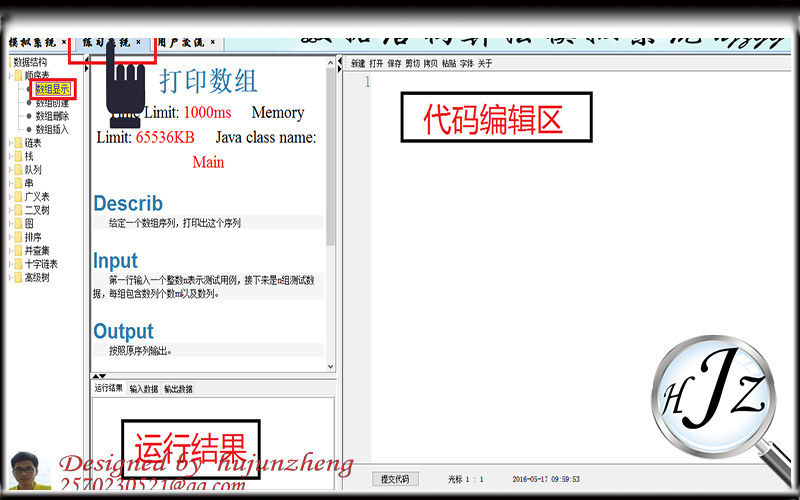 模拟系统 × 练习系统 × 用户交流 ×
数据结构
顺序表
数组显示
数组创建
数组删除
数组插入
链表
栈
队列
串
广义表
二叉树
图
排序
并查集
十字链表
高级树
打印数组
Limit: 1000ms Memory
Limit: 65536KB Java class name:
Main
Describ
给定一个数组序列，打印出这个序列
Input
第一行输入一个整数n表示测试用例，接下来是n组测试数
据，每组包含数列个数m以及数列。
Output
按照原序列输出。
运行结果 输入数据 输出数据
运行结果
新建 打开 保存 剪切 拷贝 粘贴 字体 关于
1
代码编辑区
HJZ
提交代码 光标 1 : 1 2016-05-17 09:59:53
Designed by hujunzheng
2570230521@qq.com